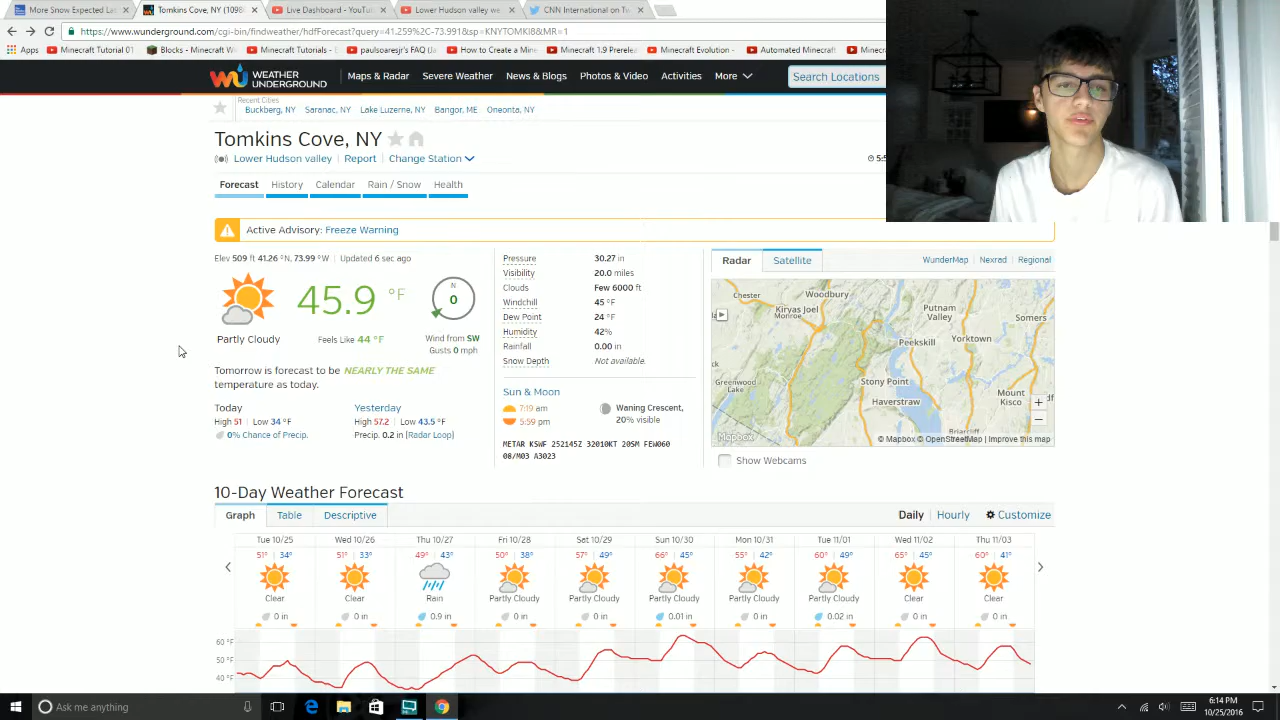 More Snow Expected Lat
Tomkins Cove, NY (1098
Live Dashboard - YouTu
Lower Hudson valley we
CNN International on Tw
www.wunderground.com/cgi-bin/findweather/hdfForecast?query=41.259%2C-73.991&sp=KNYTOMKI8&MR=1
Apps Minecraft Tutorial 01 Blocks - Minecraft W paulsoaresjr's FAQ (J How to Create a Mine Minecraft 1.9 Prerele Minecraft Evolution - Automated Minecraft Minec
WEATHER UNDERGROUND Maps & Radar Severe Weather News & Blogs Photos & Video Activities More Search Locations
Recent Cities
Buckberg, NY Saranac, NY Lake Luzerne, NY Bangor, ME Oneonta, NY
Tomkins Cove, NY
Lower Hudson valley Report Change Station
Forecast History Calendar Rain / Snow Health
Active Advisory: Freeze Warning
Elev 509 ft 41.26 °N, 73.99 °W Updated 6 sec ago
45.9 °F
Partly Cloudy Feels Like 44 °F
N
0
Wind from SW
Gusts 0 mph
Tomorrow is forecast to be NEARLY THE SAME
temperature as today.
Today
High 51 Low 34 °F
0% Chance of Precip.
Yesterday
High 57.2 Low 43.5 °F
Precip. 0.2 in [Radar Loop]
Pressure 30.27 in
Visibility 20.0 miles
Clouds Few 6000 ft
Windchill 45 °F
Dew Point 24 °F
Humidity 42%
Rainfall 0.00 in
Snow Depth Not available.
Sun & Moon
7:19 am
5:59 pm
Waning Crescent,
20% visible
METAR KSWF 252145Z 32010KT 20SM FEW060
08/M03 A3023
Radar Satellite WunderMap Nexrad Regional
Chester Woodbury
Monroe Kiryas Joel
Putnam Valley
Somers
Peekskill Yorktown
Greenwood Lake
Stony Point
Haverstraw
Mount Kisco
Mapbox © Mapbox © OpenStreetMap | Improve this map
Show Webcams
10-Day Weather Forecast
Graph Table Descriptive Daily Hourly Customize
Tue 10/25 Wed 10/26 Thu 10/27 Fri 10/28 Sat 10/29 Sun 10/30 Mon 10/31 Tue 11/01 Wed 11/02 Thu 11/03
51° | 34° 51° | 33° 49° | 43° 50° | 38° 57° | 49° 66° | 45° 55° | 42° 60° | 49° 65° | 45° 60° | 41°
Clear Clear Rain Partly Cloudy Partly Cloudy Partly Cloudy Partly Cloudy Partly Cloudy Clear Clear
0 in 0 in 0.9 in 0 in 0 in 0.01 in 0 in 0.02 in 0 in 0 in
60 °F
50 °F
40 °F
Ask me anything
6:14 PM
10/25/2016